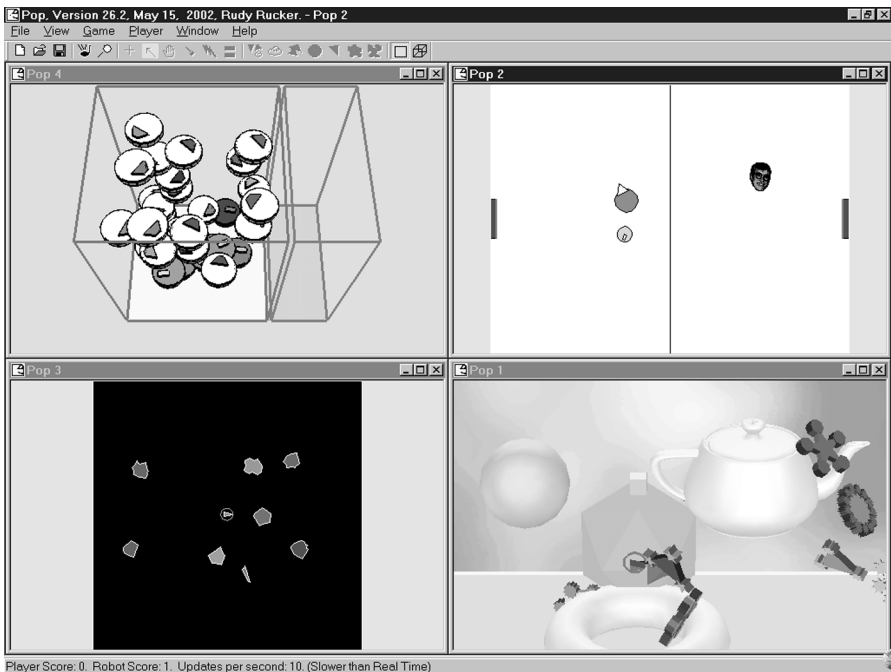 Pop, Version 26.2, May 15,  2002, Rudy Rucker. - Pop 2
File View Game Player Window Help
Pop 4
Pop 2
Pop 3
Pop 1
Player Score: 0.  Robot Score: 1.  Updates per second: 10. (Slower than Real Time)